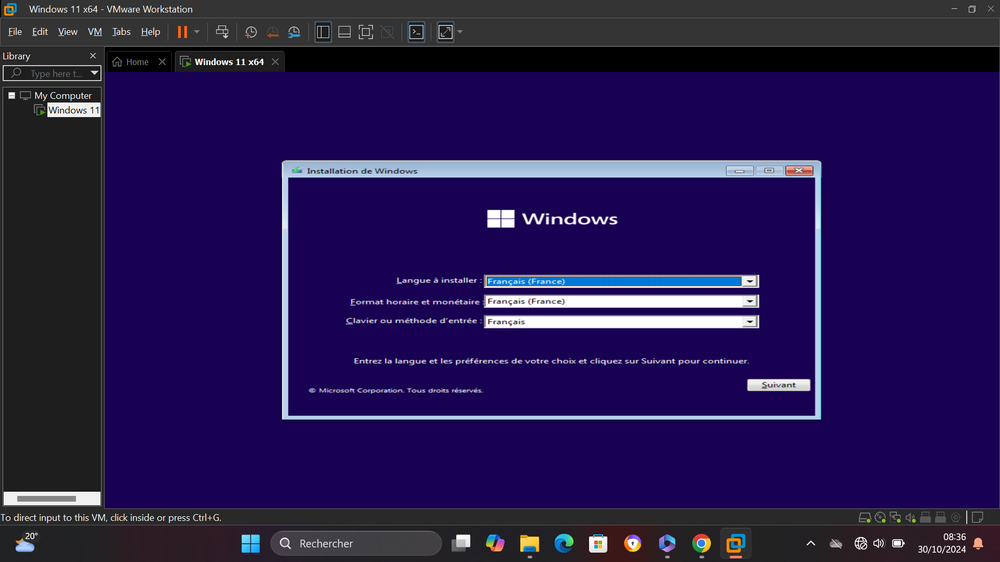 Windows 11 x64 - VMware Workstation
File Edit View VM Tabs Help
Library
Home
Windows 11 x64
Type here t...
My Computer
Windows 11
Installation de Windows
Windows
Langue à installer : Français (France)
Format horaire et monétaire : Français (France)
Clavier ou méthode d'entrée : Français
Entrez la langue et les préférences de votre choix et cliquez sur Suivant pour continuer.
Suivant
© Microsoft Corporation. Tous droits réservés.
To direct input to this VM, click inside or press Ctrl+G.
20°
Rechercher
08:36
30/10/2024